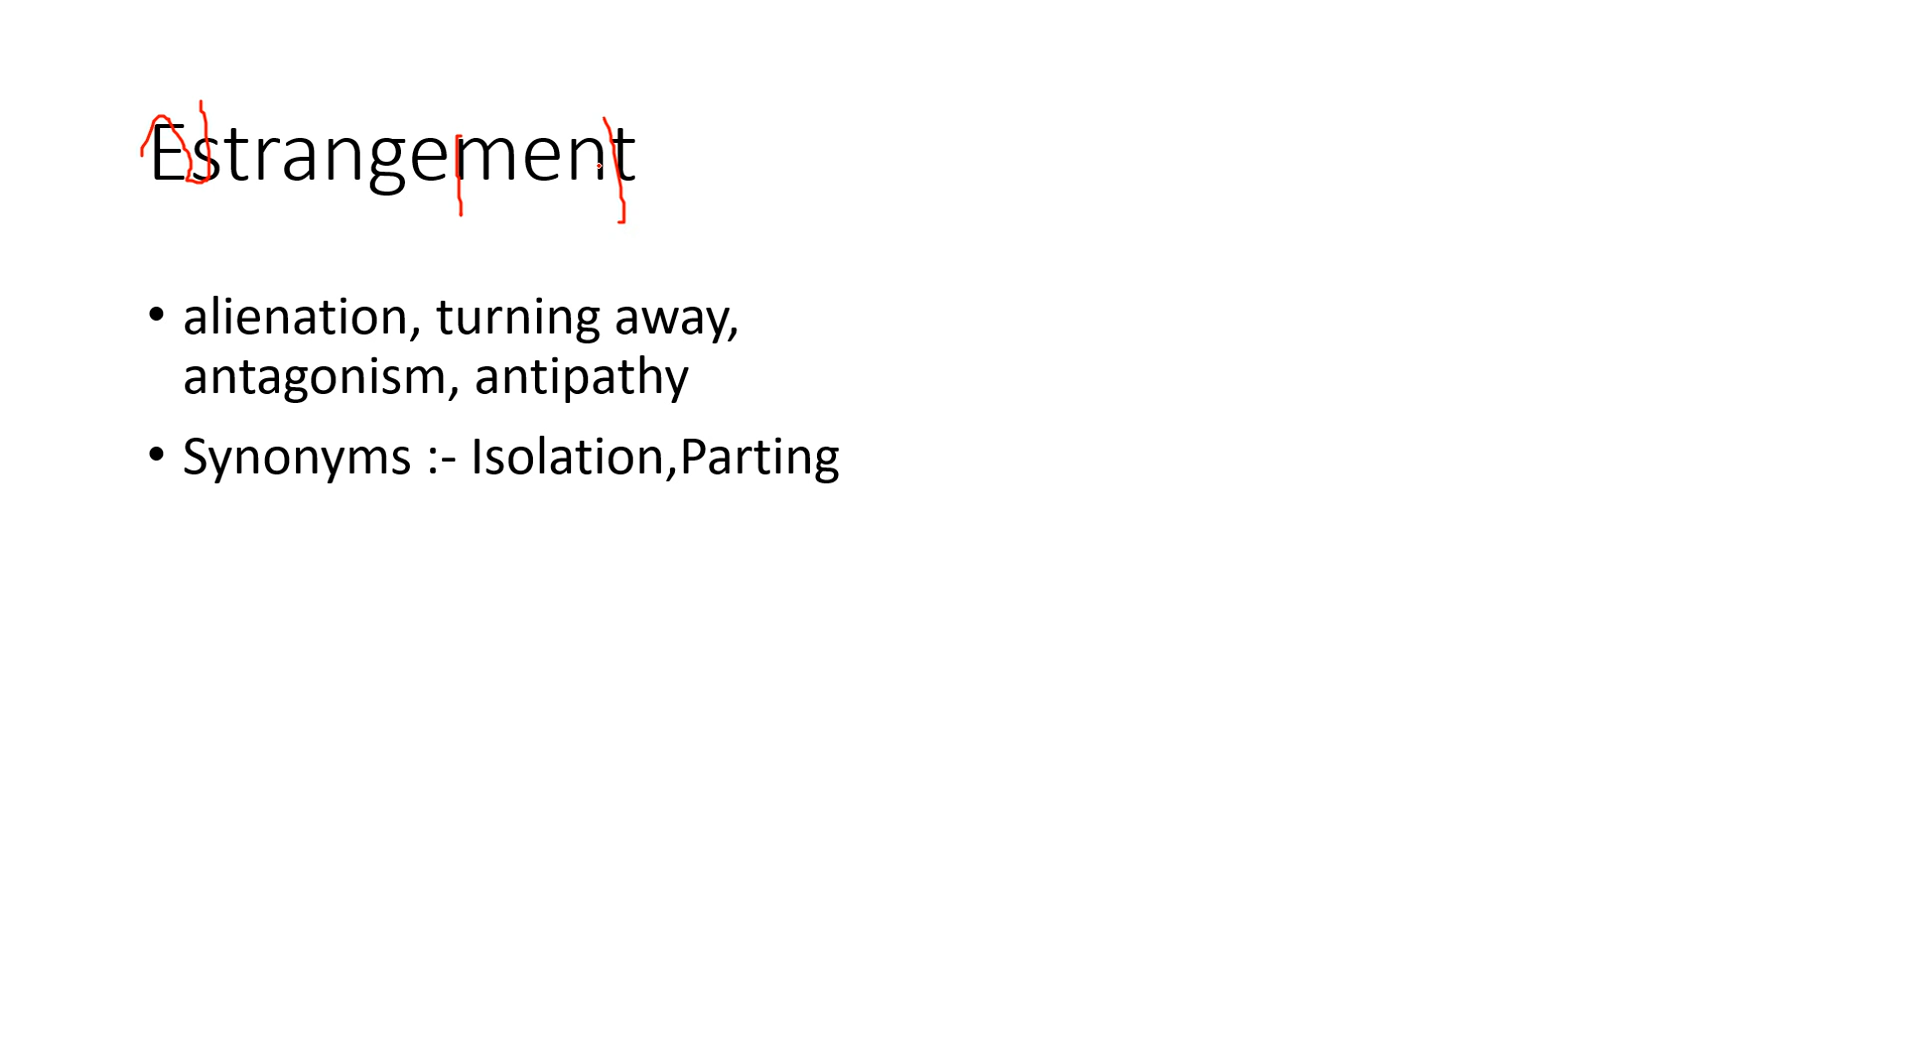 Estrangement
• alienation, turning away,
antagonism, antipathy
• Synonyms :- Isolation,Parting